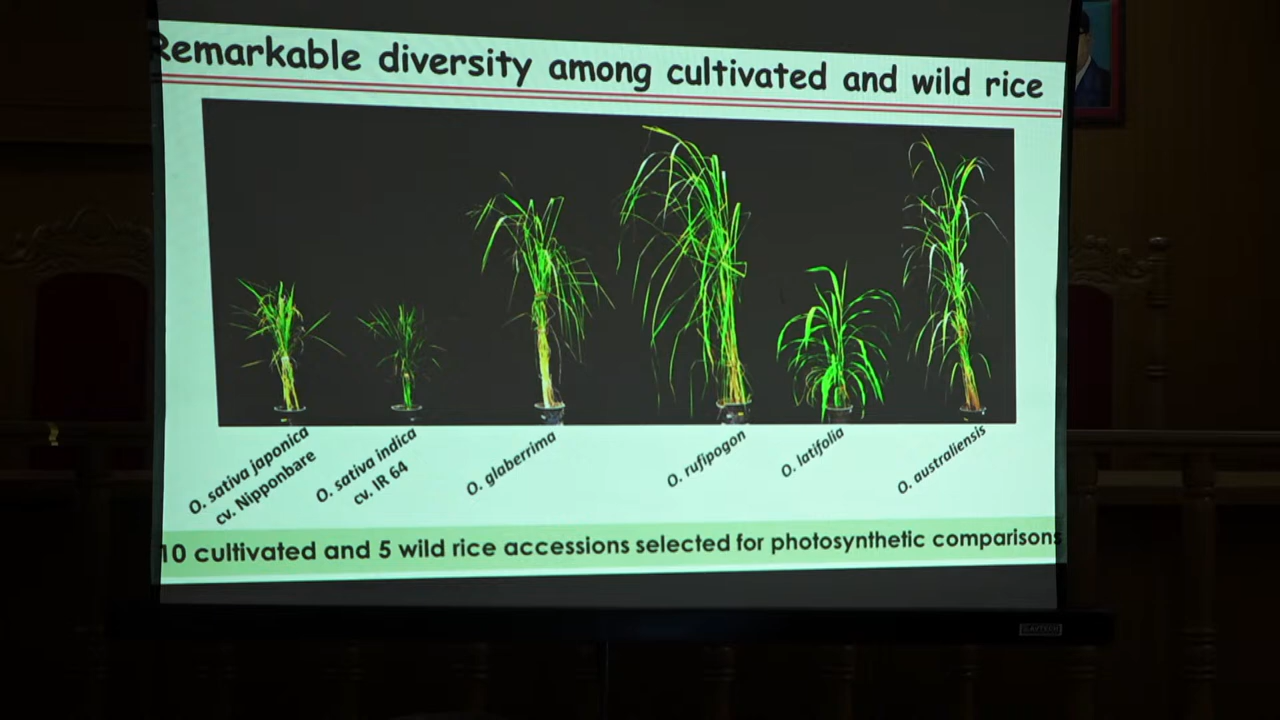 Remarkable diversity among cultivated and wild rice
O. sativa japonica
cv. Nipponbare
O. sativa indica
cv. IR 64
O. glaberrima
O. rufipogon
O. latifolia
O. australiensis
10 cultivated and 5 wild rice accessions selected for photosynthetic comparisons